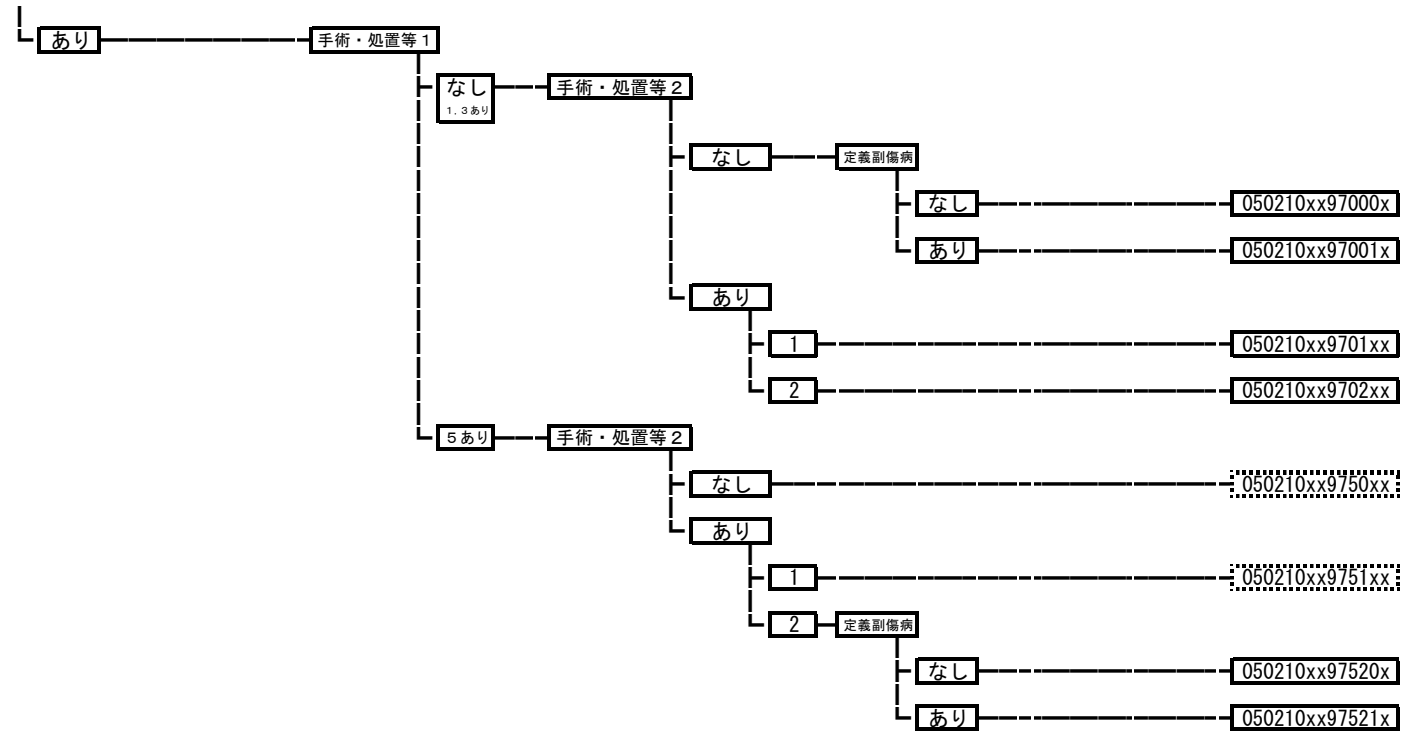 あり 手術・処置等１
なし 手術・処置等２
１，３あり
なし 定義副傷病
なし 050210xx97000x
あり 050210xx97001x
あり
1 050210xx9701xx
2 050210xx9702xx
５あり 手術・処置等２
なし 050210xx9750xx
あり
1 050210xx9751xx
2 定義副傷病
なし 050210xx97520x
あり 050210xx97521x